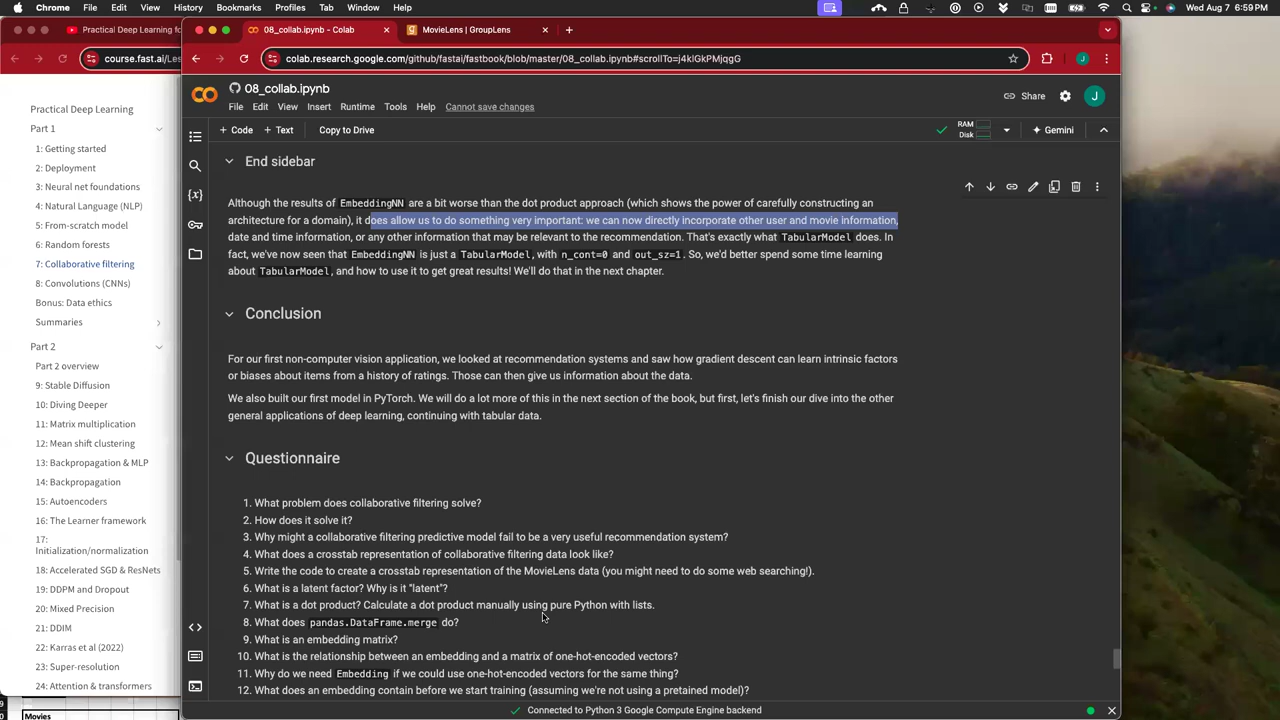 Chrome File Edit View History Bookmarks Profiles Tab Window Help Wed Aug 7 6:59 PM
Practical Deep Learning fo
08_collab.ipynb - Colab
MovieLens | GroupLens
course.fast.ai/Les
colab.research.google.com/github/fastai/fastbook/blob/master/08_collab.ipynb#scrollTo=j4klGkPMjqgG
J
08_collab.ipynb
File Edit View Insert Runtime Tools Help Cannot save changes
Share
J
+ Code + Text Copy to Drive
RAM
Disk
Gemini
Practical Deep Learning
Part 1
1: Getting started
2: Deployment
3: Neural net foundations
4: Natural Language (NLP)
5: From-scratch model
6: Random forests
7: Collaborative filtering
8: Convolutions (CNNs)
Bonus: Data ethics
Summaries
Part 2
Part 2 overview
9: Stable Diffusion
10: Diving Deeper
11: Matrix multiplication
12: Mean shift clustering
13: Backpropagation & MLP
14: Backpropagation
15: Autoencoders
16: The Learner framework
17:
Initialization/normalization
18: Accelerated SGD & ResNets
19: DDPM and Dropout
20: Mixed Precision
21: DDIM
22: Karras et al (2022)
23: Super-resolution
24: Attention & transformers
Movies
End sidebar
Although the results of EmbeddingNN are a bit worse than the dot product approach (which shows the power of carefully constructing an
architecture for a domain), it does allow us to do something very important: we can now directly incorporate other user and movie information,
date and time information, or any other information that may be relevant to the recommendation. That's exactly what TabularModel does. In
fact, we've now seen that EmbeddingNN is just a TabularModel, with n_cont=0 and out_sz=1. So, we'd better spend some time learning
about TabularModel, and how to use it to get great results! We'll do that in the next chapter.
Conclusion
For our first non-computer vision application, we looked at recommendation systems and saw how gradient descent can learn intrinsic factors
or biases about items from a history of ratings. Those can then give us information about the data.
We also built our first model in PyTorch. We will do a lot more of this in the next section of the book, but first, let's finish our dive into the other
general applications of deep learning, continuing with tabular data.
Questionnaire
1. What problem does collaborative filtering solve?
2. How does it solve it?
3. Why might a collaborative filtering predictive model fail to be a very useful recommendation system?
4. What does a crosstab representation of collaborative filtering data look like?
5. Write the code to create a crosstab representation of the MovieLens data (you might need to do some web searching!).
6. What is a latent factor? Why is it "latent"?
7. What is a dot product? Calculate a dot product manually using pure Python with lists.
8. What does pandas.DataFrame.merge do?
9. What is an embedding matrix?
10. What is the relationship between an embedding and a matrix of one-hot-encoded vectors?
11. Why do we need Embedding if we could use one-hot-encoded vectors for the same thing?
12. What does an embedding contain before we start training (assuming we're not using a pretained model)?
Connected to Python 3 Google Compute Engine backend